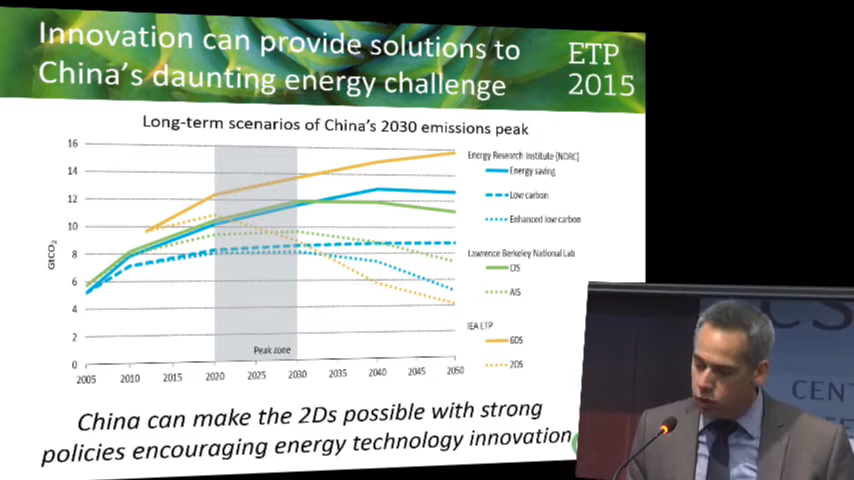 Innovation can provide solutions to
China's daunting energy challenge
ETP
2015
Long-term scenarios of China's 2030 emissions peak
16
14
12
10
8
6
4
2
0
GtCO2
2005
2010
2015
2020
2025
2030
2035
2040
2045
2050
Peak zone
Energy Research Institute (NDRC)
Energy saving
Low carbon
Enhanced low carbon
Lawrence Berkeley National Lab
CIS
AIS
IEA ETP
6DS
2DS
China can make the 2Ds possible with strong
policies encouraging energy technology innovation
CS
CENT